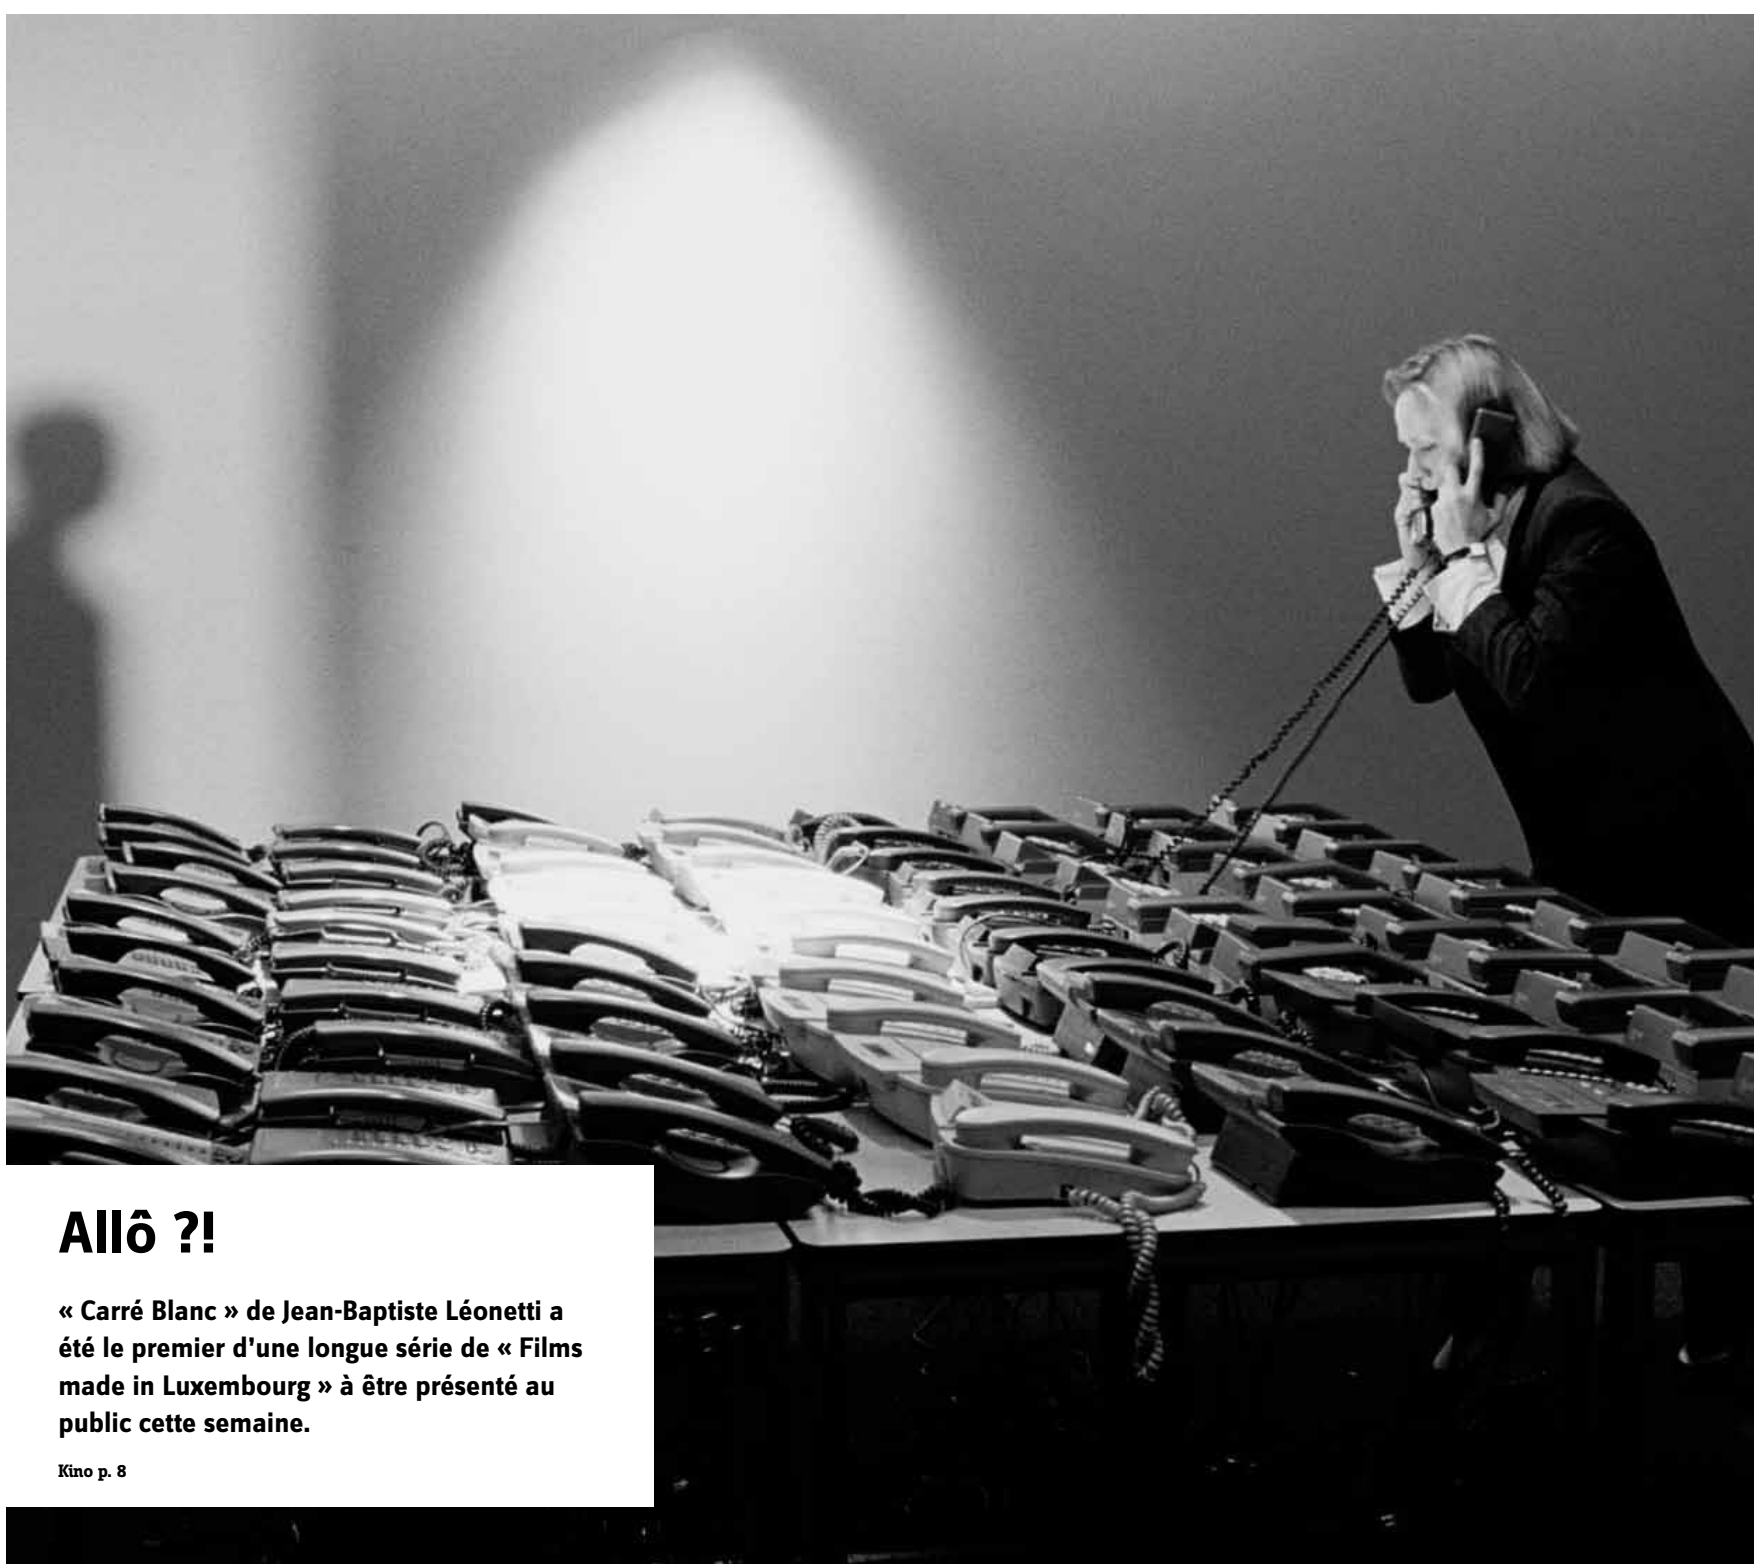 Allô ?!
« Carré Blanc » de Jean-Baptiste Léonetti a
été le premier d'une longue série de « Films
made in Luxembourg » à être présenté au
public cette semaine.
Kino p. 8